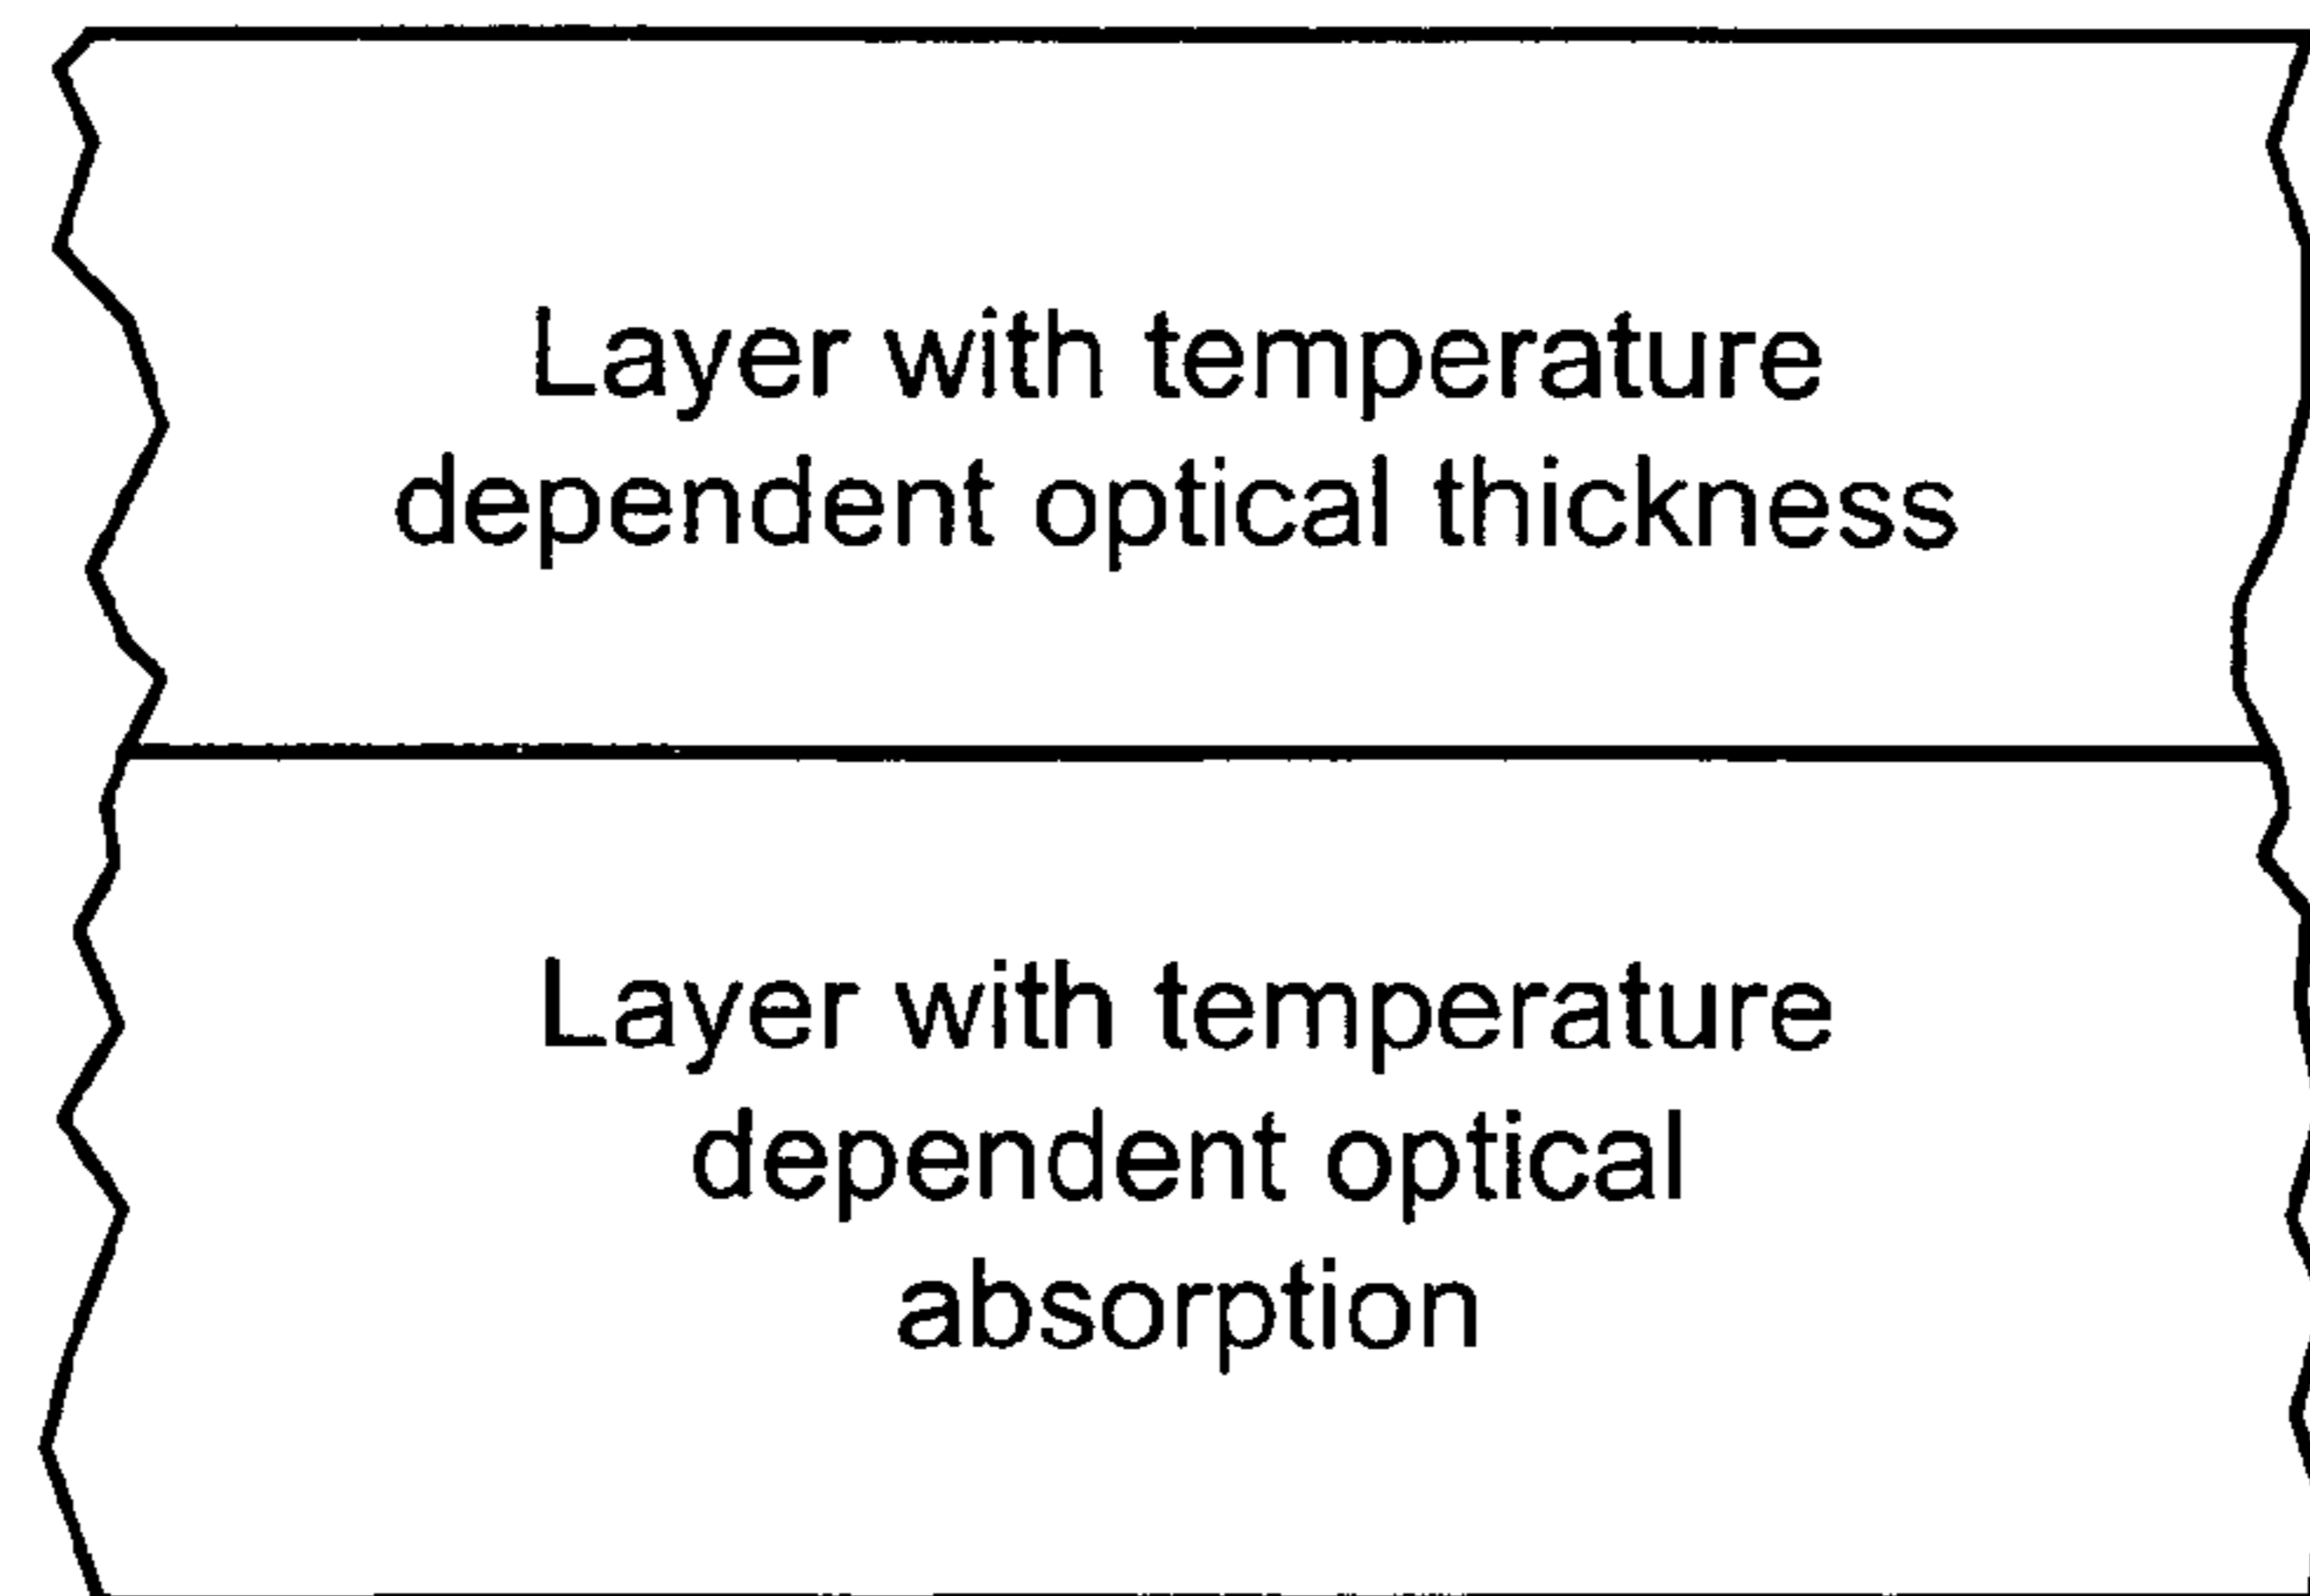 Layer with temperature
dependent optical thickness
Layer with temperature
dependent optical
absorption